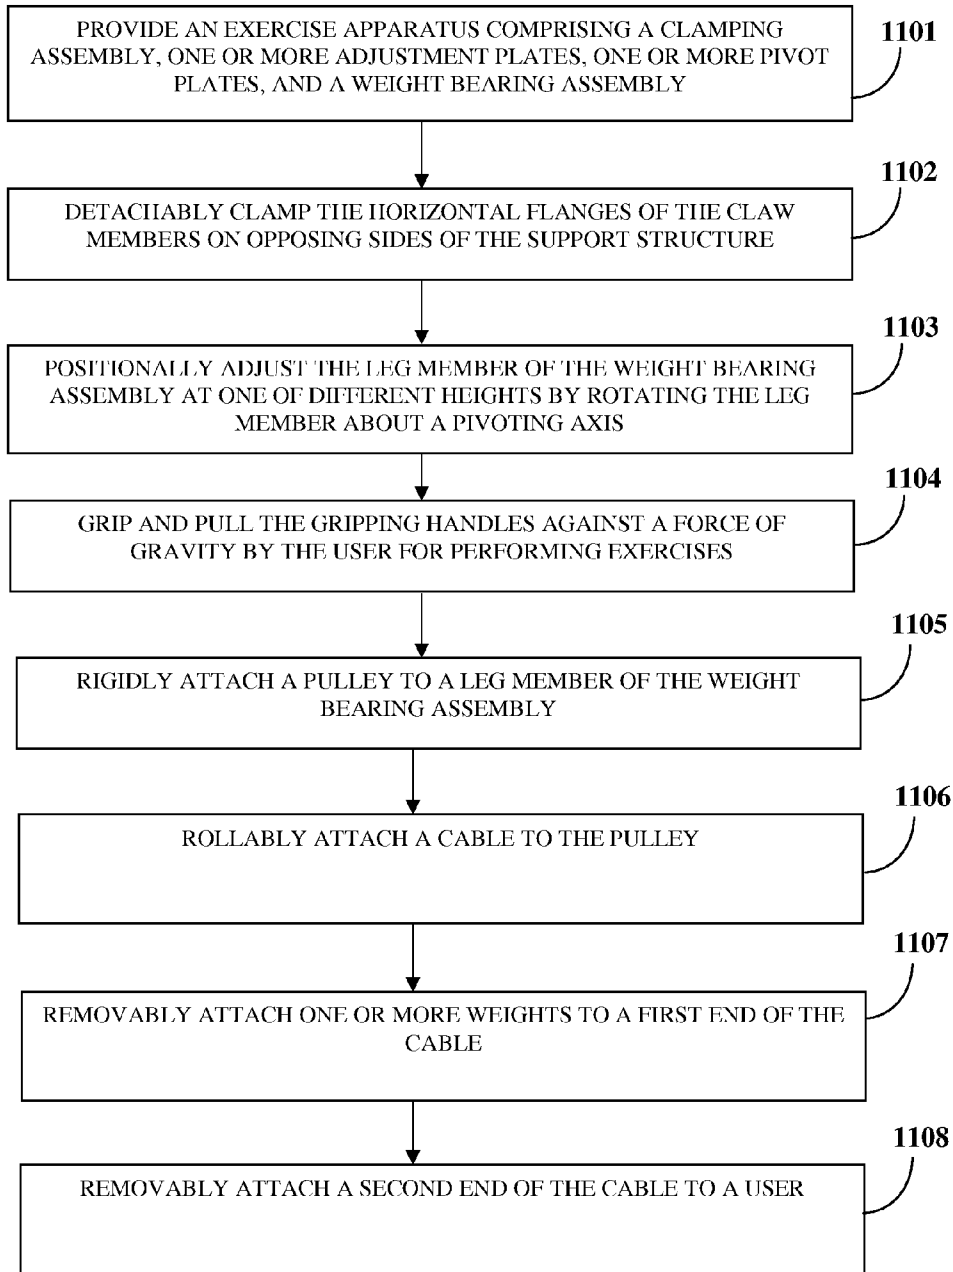 PROVIDE AN EXERCISE APPARATUS COMPRISING A CLAMPING
ASSEMBLY, ONE OR MORE ADJUSTMENT PLATES, ONE OR MORE PIVOT
PLATES, AND A WEIGHT BEARING ASSEMBLY
1101
DETACHABLY CLAMP THE HORIZONTAL FLANGES OF THE CLAW
MEMBERS ON OPPOSING SIDES OF THE SUPPORT STRUCTURE
1102
POSITIONALLY ADJUST THE LEG MEMBER OF THE WEIGHT BEARING
ASSEMBLY AT ONE OF DIFFERENT HEIGHTS BY ROTATING THE LEG
MEMBER ABOUT A PIVOTING AXIS
1103
GRIP AND PULL THE GRIPPING HANDLES AGAINST A FORCE OF
GRAVITY BY THE USER FOR PERFORMING EXERCISES
1104
RIGIDLY ATTACH A PULLEY TO A LEG MEMBER OF THE WEIGHT
BEARING ASSEMBLY
1105
ROLLABLY ATTACH A CABLE TO THE PULLEY
1106
REMOVABLY ATTACH ONE OR MORE WEIGHTS TO A FIRST END OF THE
CABLE
1107
REMOVABLY ATTACH A SECOND END OF THE CABLE TO A USER
1108